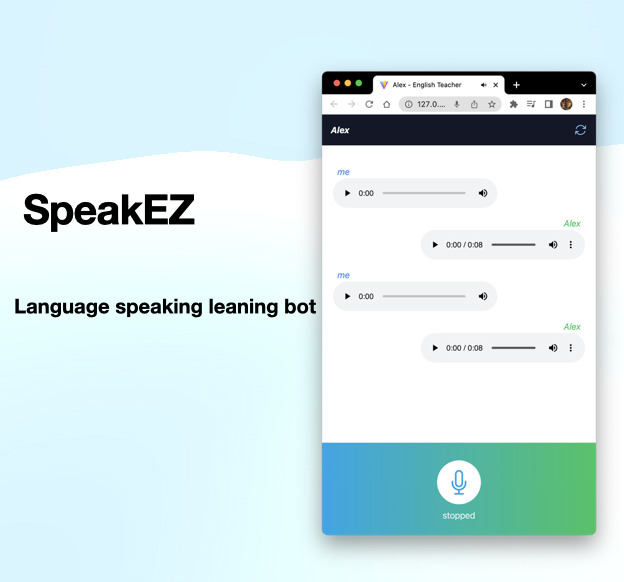 Alex - English Teacher
127.0....
Alex
me
0:00
SpeakEZ
Alex
0:00 / 0:08
me
0:00
Language speaking leaning bot
Alex
0:00 / 0:08
stopped